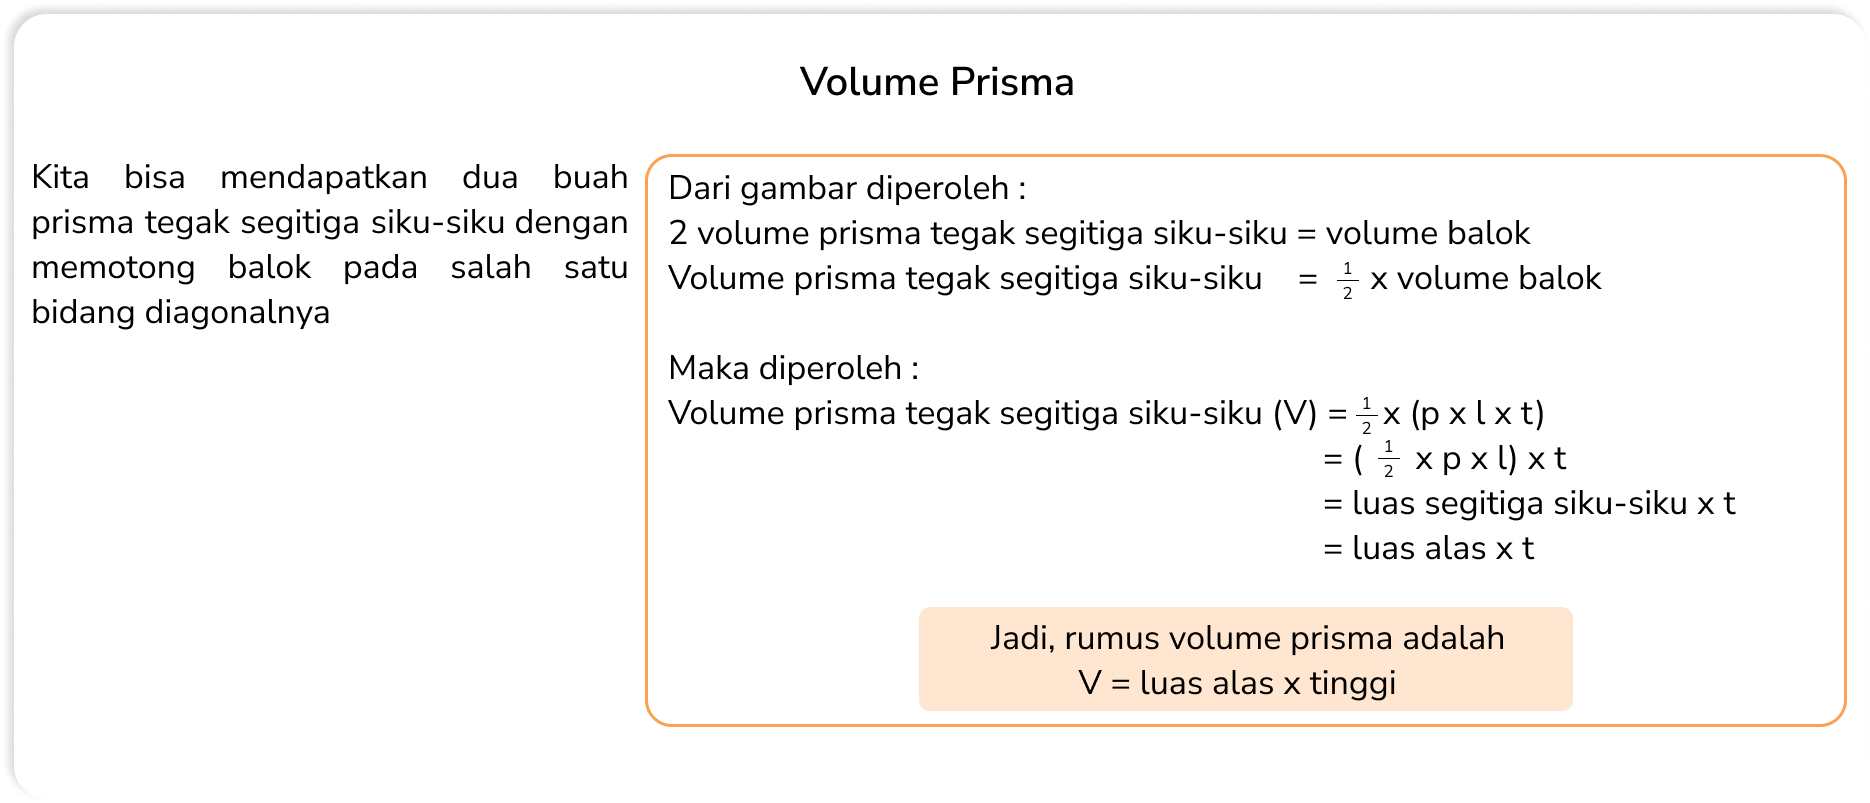 Volume Prisma
Kita bisa mendapatkan dua buah
prisma tegak segitiga siku-siku dengan
memotong balok pada salah satu
bidang diagonalnya
Dari gambar diperoleh :
2 volume prisma tegak segitiga siku-siku = volume balok
Volume prisma tegak segitiga siku-siku = 1/2 x volume balok
Maka diperoleh :
Volume prisma tegak segitiga siku-siku (V) = 1/2 x (p x l x t)
= ( 1/2 x p x l) x t
= luas segitiga siku-siku x t
= luas alas x t
Jadi, rumus volume prisma adalah
V = luas alas x tinggi